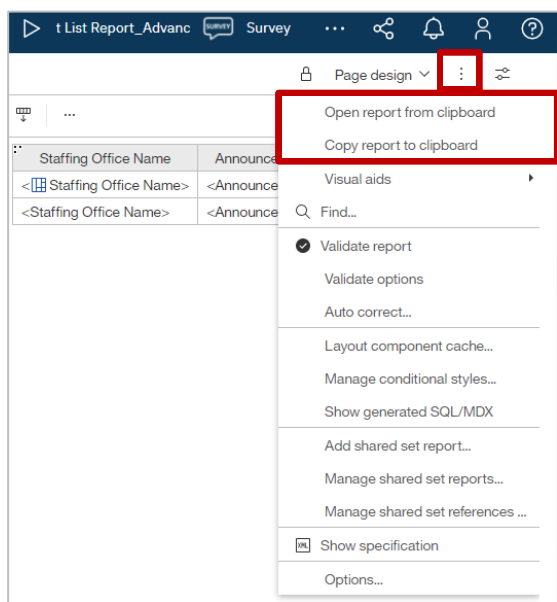 t List Report_Advanc SURVEY Survey ...
Page design
...
Staffing Office Name Announce
<Staffing Office Name> <Announce
<Staffing Office Name> <Announce
Open report from clipboard
Copy report to clipboard
Visual aids
Find...
Validate report
Validate options
Auto correct...
Layout component cache...
Manage conditional styles...
Show generated SQL/MDX
Add shared set report...
Manage shared set reports...
Manage shared set references ...
XML Show specification
Options...